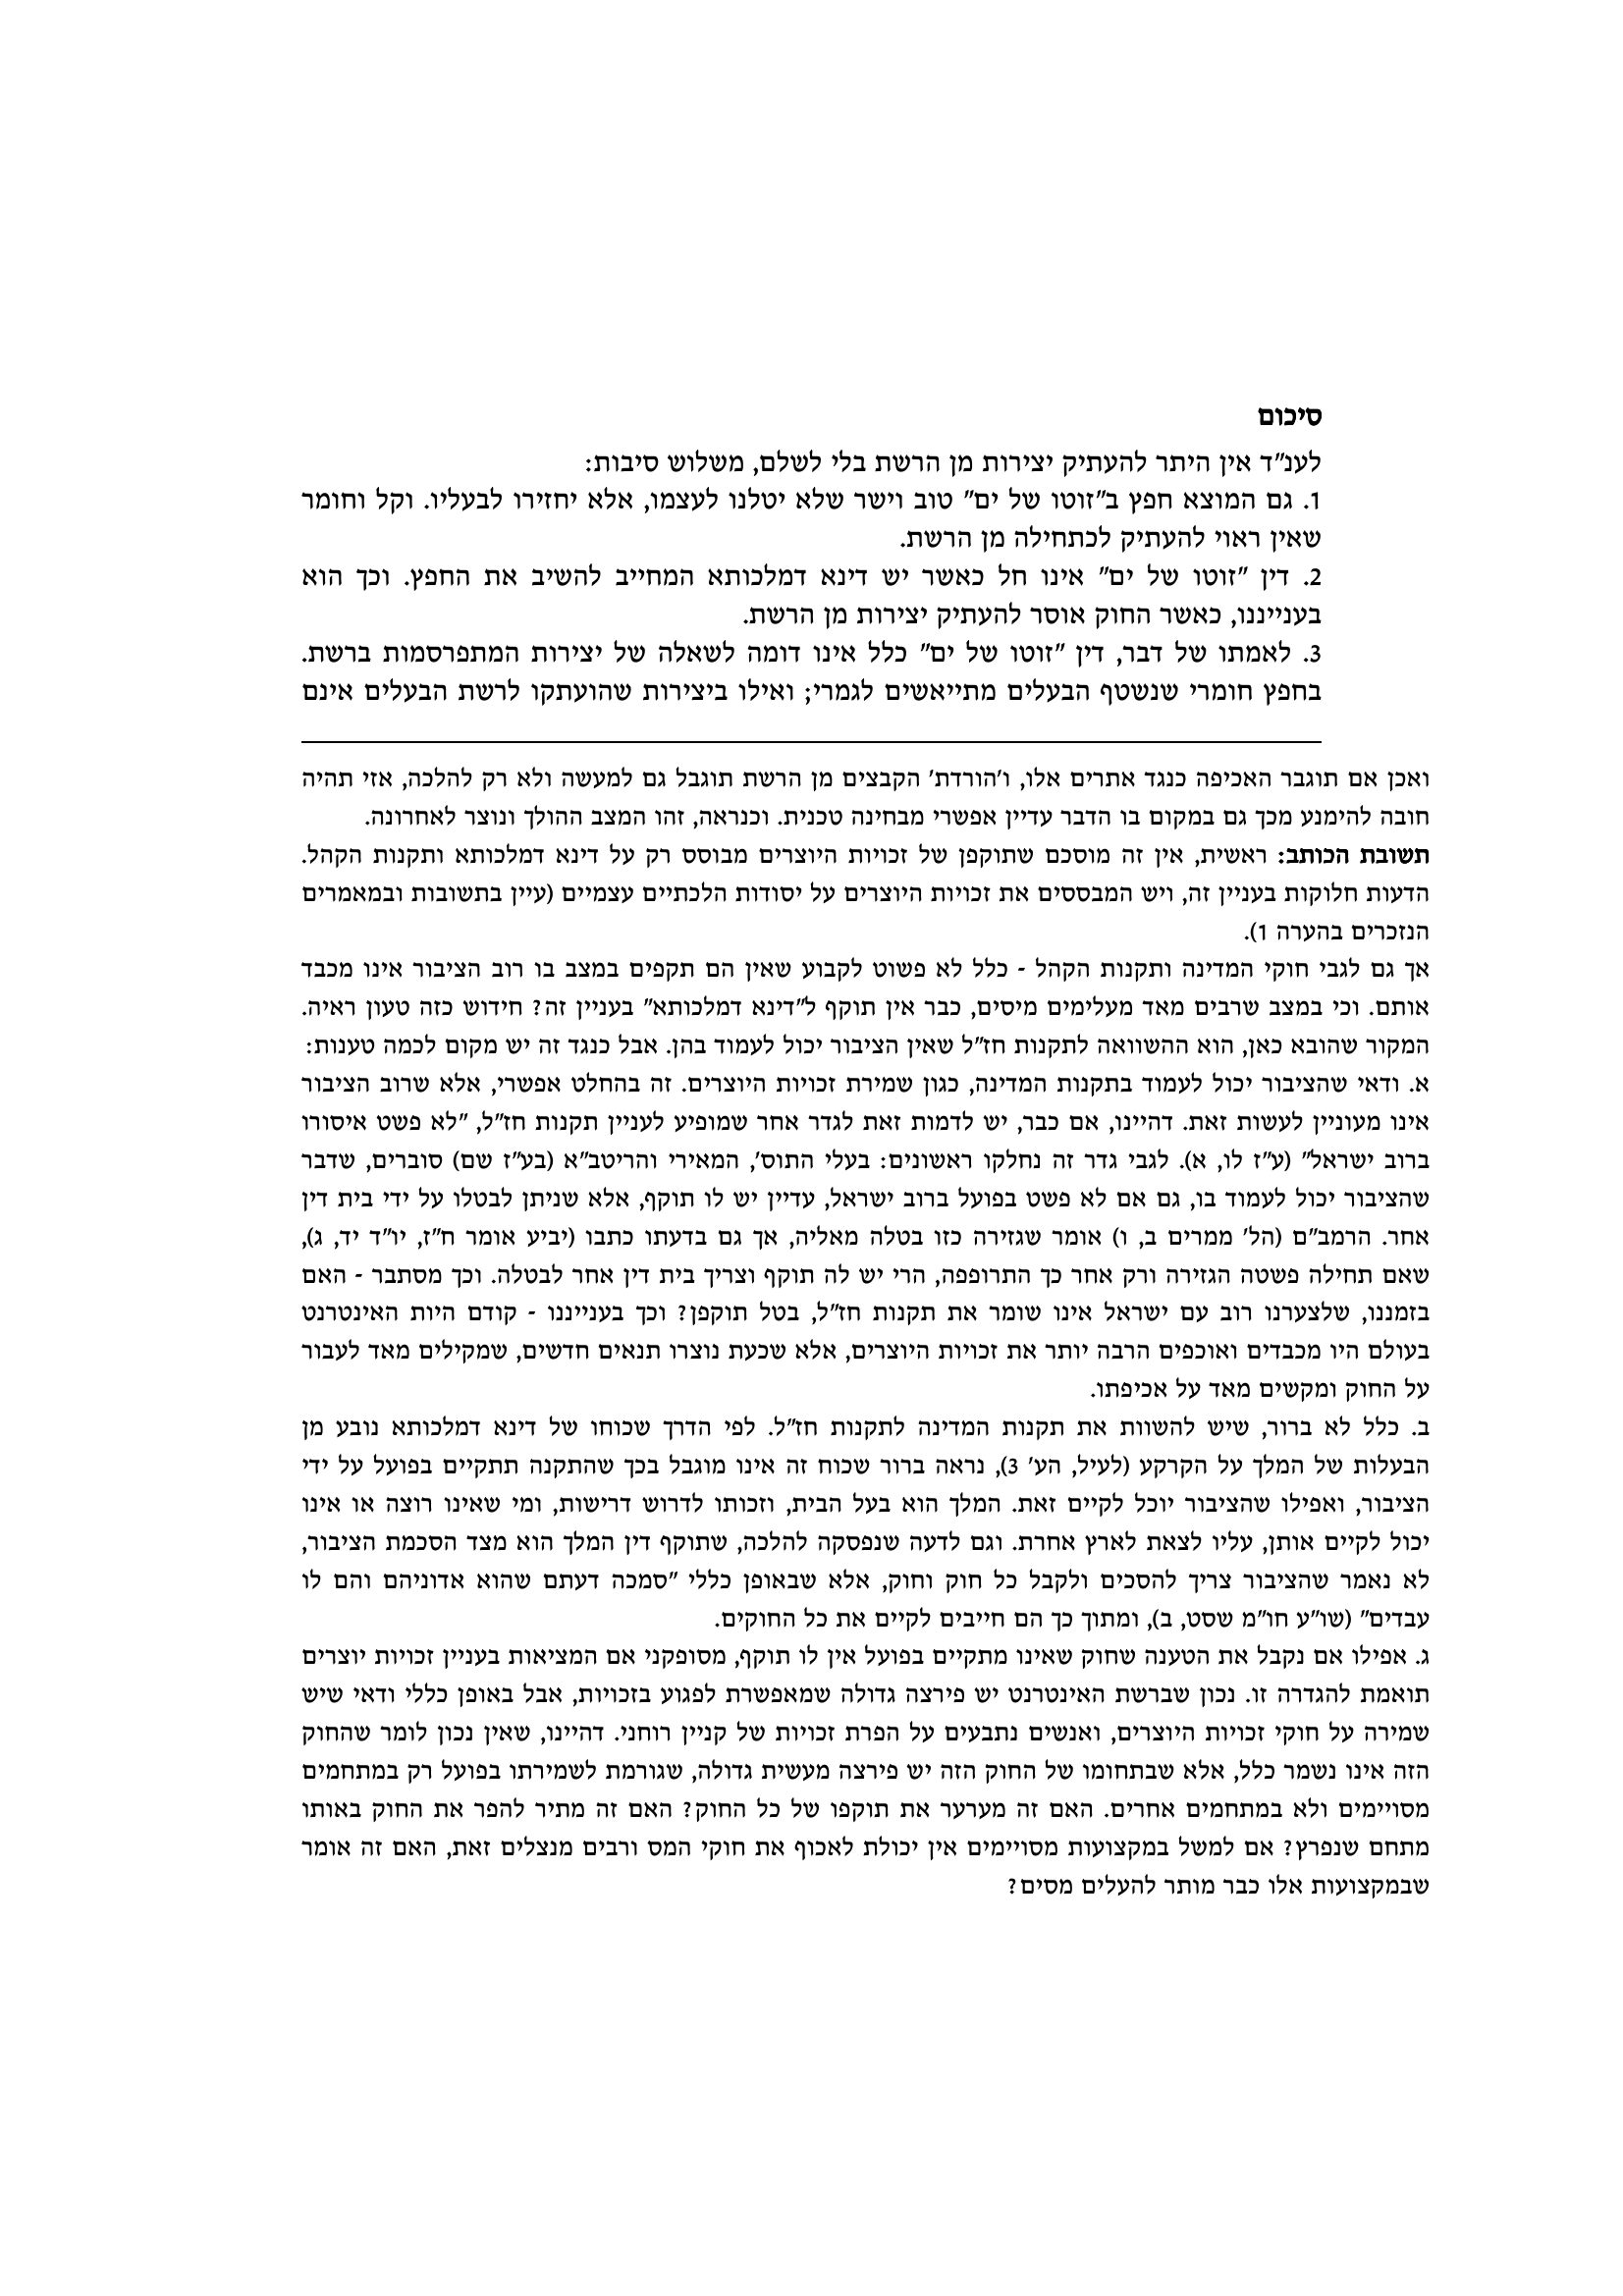 סיכום
לענ"ד אין היתר להעתיק יצירות מן הרשת בלי לשלם, משלוש סיבות:
1. גם המוצא חפץ ב"זוטו של ים" טוב וישר שלא יטלנו לעצמו, אלא יחזירו לבעליו. וקל וחומר
שאין ראוי להעתיק לכתחילה מן הרשת.
2. דין "זוטו של ים" אינו חל כאשר יש דינא דמלכותא המחייב להשיב את החפץ. וכך הוא
בענייננו, כאשר החוק אוסר להעתיק יצירות מן הרשת.
3. לאמתו של דבר, דין "זוטו של ים" כלל אינו דומה לשאלה של יצירות המתפרסמות ברשת.
בחפץ חומרי שנשטף הבעלים מתייאשים לגמרי; ואילו ביצירות שהועתקו לרשת הבעלים אינם
ואכן אם תוגבר האכיפה כנגד אתרים אלו, ו'הורדת' הקבצים מן הרשת תוגבל גם למעשה ולא רק להלכה, אזי תהיה
חובה להימנע מכך גם במקום בו הדבר עדיין אפשרי מבחינה טכנית. וכנראה, זהו המצב ההולך ונוצר לאחרונה.
תשובת הכותב: ראשית, אין זה מוסכם שתוקפן של זכויות היוצרים מבוסס רק על דינא דמלכותא ותקנות הקהל.
הדעות חלוקות בעניין זה, ויש המבססים את זכויות היוצרים על יסודות הלכתיים עצמיים (עיין בתשובות ובמאמרים
הנזכרים בהערה 1).
אך גם לגבי חוקי המדינה ותקנות הקהל - כלל לא פשוט לקבוע שאין הם תקפים במצב בו רוב הציבור אינו מכבד
אותם. וכי במצב שרבים מאד מעלימים מיסים, כבר אין תוקף ל"דינא דמלכותא" בעניין זה? חידוש כזה טעון ראיה.
המקור שהובא כאן, הוא ההשוואה לתקנות חז"ל שאין הציבור יכול לעמוד בהן. אבל כנגד זה יש מקום לכמה טענות:
א. ודאי שהציבור יכול לעמוד בתקנות המדינה, כגון שמירת זכויות היוצרים. זה בהחלט אפשרי, אלא שרוב הציבור
אינו מעוניין לעשות זאת. דהיינו, אם כבר, יש לדמות זאת לגדר אחר שמופיע לעניין תקנות חז"ל, "לא פשט איסורו
ברוב ישראל" (ע"ז לו, א). לגבי גדר זה נחלקו ראשונים: בעלי התוס', המאירי והריטב"א (בע"ז שם) סוברים, שדבר
שהציבור יכול לעמוד בו, גם אם לא פשט בפועל ברוב ישראל, עדיין יש לו תוקף, אלא שניתן לבטלו על ידי בית דין
אחר. הרמב"ם (הל' ממרים ב, ו) אומר שגזירה כזו בטלה מאליה, אך גם בדעתו כתבו (יביע אומר ח"ז, יו"ד יד, ג),
שאם תחילה פשטה הגזירה ורק אחר כך התרופפה, הרי יש לה תוקף וצריך בית דין אחר לבטלה. וכך מסתבר - האם
בזמננו, שלצערנו רוב עם ישראל אינו שומר את תקנות חז"ל, בטל תוקפן? וכך בענייננו - קודם היות האינטרנט
בעולם היו מכבדים ואוכפים הרבה יותר את זכויות היוצרים, אלא שכעת נוצרו תנאים חדשים, שמקילים מאד לעבור
על החוק ומקשים מאד על אכיפתו.
ב. כלל לא ברור, שיש להשוות את תקנות המדינה לתקנות חז"ל. לפי הדרך שכוחו של דינא דמלכותא נובע מן
הבעלות של המלך על הקרקע (לעיל, הע' 3), נראה ברור שכוח זה אינו מוגבל בכך שהתקנה תתקיים בפועל על ידי
הציבור, ואפילו שהציבור יוכל לקיים זאת. המלך הוא בעל הבית, וזכותו לדרוש דרישות, ומי שאינו רוצה או אינו
יכול לקיים אותן, עליו לצאת לארץ אחרת. וגם לדעה שנפסקה להלכה, שתוקף דין המלך הוא מצד הסכמת הציבור,
לא נאמר שהציבור צריך להסכים ולקבל כל חוק וחוק, אלא שבאופן כללי "סמכה דעתם שהוא אדוניהם והם לו
עבדים" (שו"ע חו"מ שסט, ב), ומתוך כך הם חייבים לקיים את כל החוקים.
ג. אפילו אם נקבל את הטענה שחוק שאינו מתקיים בפועל אין לו תוקף, מסופקני אם המציאות בעניין זכויות יוצרים
תואמת להגדרה זו. נכון שברשת האינטרנט יש פירצה גדולה שמאפשרת לפגוע בזכויות, אבל באופן כללי ודאי שיש
שמירה על חוקי זכויות היוצרים, ואנשים נתבעים על הפרת זכויות של קניין רוחני. דהיינו, שאין נכון לומר שהחוק
הזה אינו נשמר כלל, אלא שבתחומו של החוק הזה יש פירצה מעשית גדולה, שגורמת לשמירתו בפועל רק במתחמים
מסויימים ולא במתחמים אחרים. האם זה מערער את תוקפו של כל החוק? האם זה מתיר להפר את החוק באותו
מתחם שנפרץ? אם למשל במקצועות מסויימים אין יכולת לאכוף את חוקי המס ורבים מנצלים זאת, האם זה אומר
שבמקצועות אלו כבר מותר להעלים מסים?